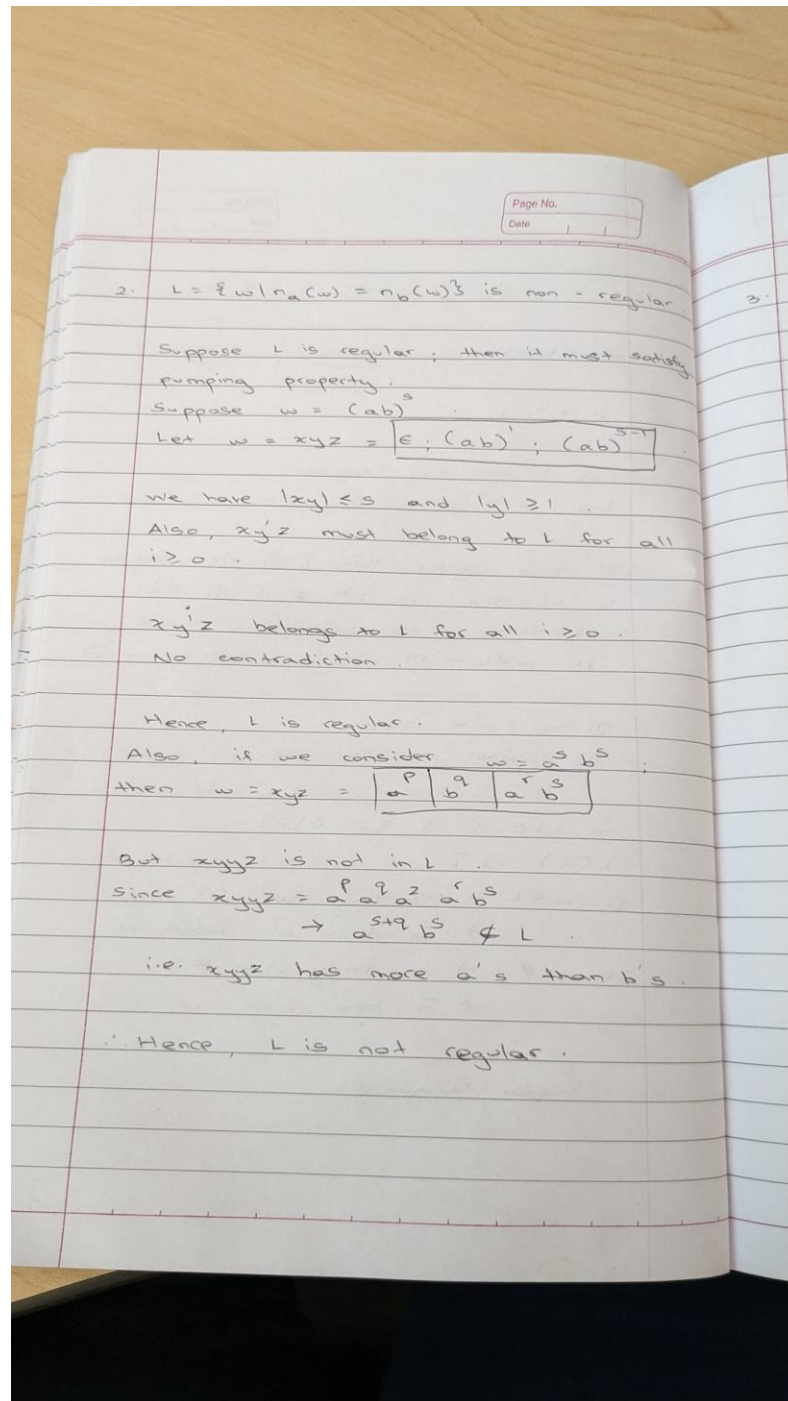 Page No.
Date
2. L = { w | n_a (w) = n_b (w) } is non - regular.
3.
Suppose L is regular, then it must satisfy
pumping property.
Suppose w = (ab)^s
Let w = xyz = ϵ ; (ab)^1 ; (ab)^{s-1} .
We have |xy| ≤ s and |y| ≥ 1
Also, xy^iz must belong to L for all
i ≥ 0 .
xy^iz belongs to L for all i ≥ 0 .
No contradiction .
Hence, L is regular .
Also, if we consider w = a^s b^s ;
then w = xyz = | a^p | b^q | a^r b^s |
But xyyz is not in L .
Since xyyz = a^p a^q a^2 a^r b^s
→ a^{s+q} b^s ∉ L .
i.e. xyyz has more a's than b's .
∴ Hence, L is not regular .